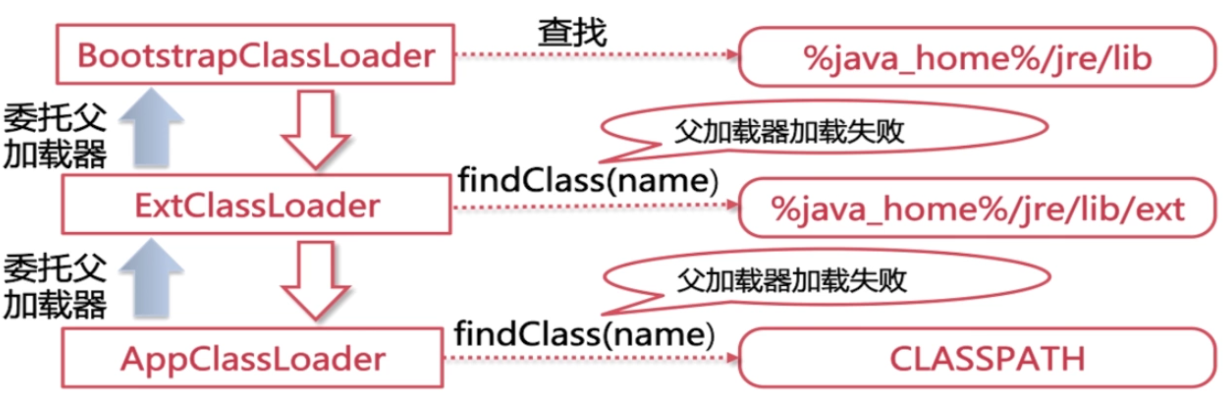 查找
BootstrapClassLoader
%java_home%/jre/lib
委托父
加载器
父加载器加载失败
findClass(name)
ExtClassLoader
%java_home%/jre/lib/ext
委托父
加载器
父加载器加载失败
findClass(name)
AppClassLoader
CLASSPATH